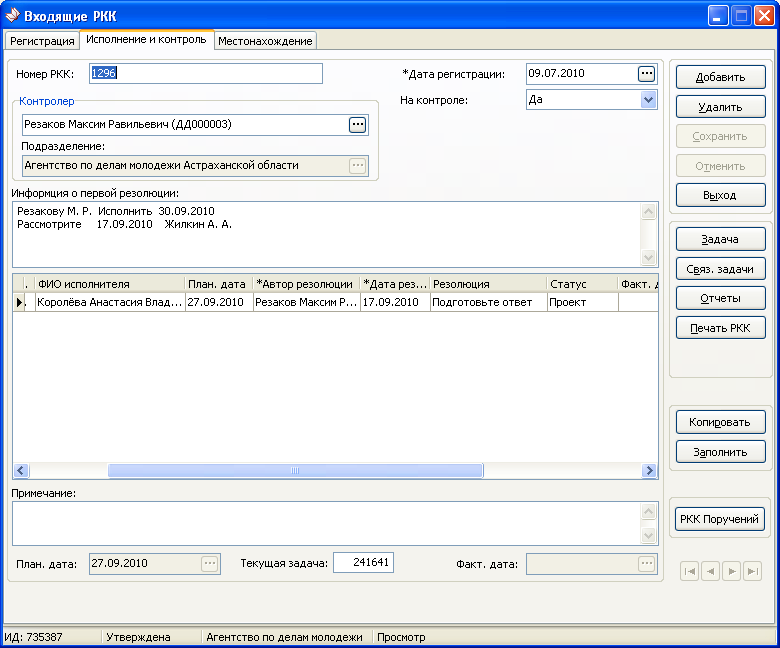 Входящие РКК
Регистрация Исполнение и контроль Местонахождение
Номер РКК: 1296
*Дата регистрации: 09.07.2010
На контроле: Да
Контролер
Резаков Максим Равильевич (ДД000003)
Подразделение:
Агентство по делам молодежи Астраханской области
Информция о первой резолюции:
Резакову М. Р. Исполнить 30.09.2010
Рассмотрите 17.09.2010 Жилкин А. А.
. ФИО исполнителя План. дата *Автор резолюции *Дата рез... Резолюция Статус Факт. д
. Королёва Анастасия Влад... 27.09.2010 Резаков Максим Р... 17.09.2010 Подготовьте ответ Проект
Примечание:
План. дата: 27.09.2010 Текущая задача: 241641 Факт. дата:
Добавить
Удалить
Сохранить
Отменить
Выход
Задача
Связ. задачи
Отчеты
Печать РКК
Копировать
Заполнить
РКК Поручений
ИД: 735387 Утверждена Агентство по делам молодежи Просмотр